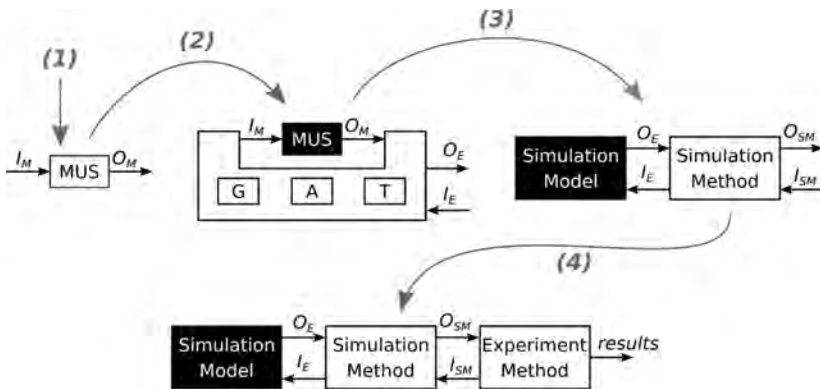 (1)
(2)
(3)
I_M
MUS
O_M
I_M
MUS
O_M
G
A
T
O_E
I_E
Simulation
Model
O_E
I_E
Simulation
Method
O_SM
I_SM
(4)
Simulation
Model
O_E
I_E
Simulation
Method
O_SM
I_SM
Experiment
Method
results